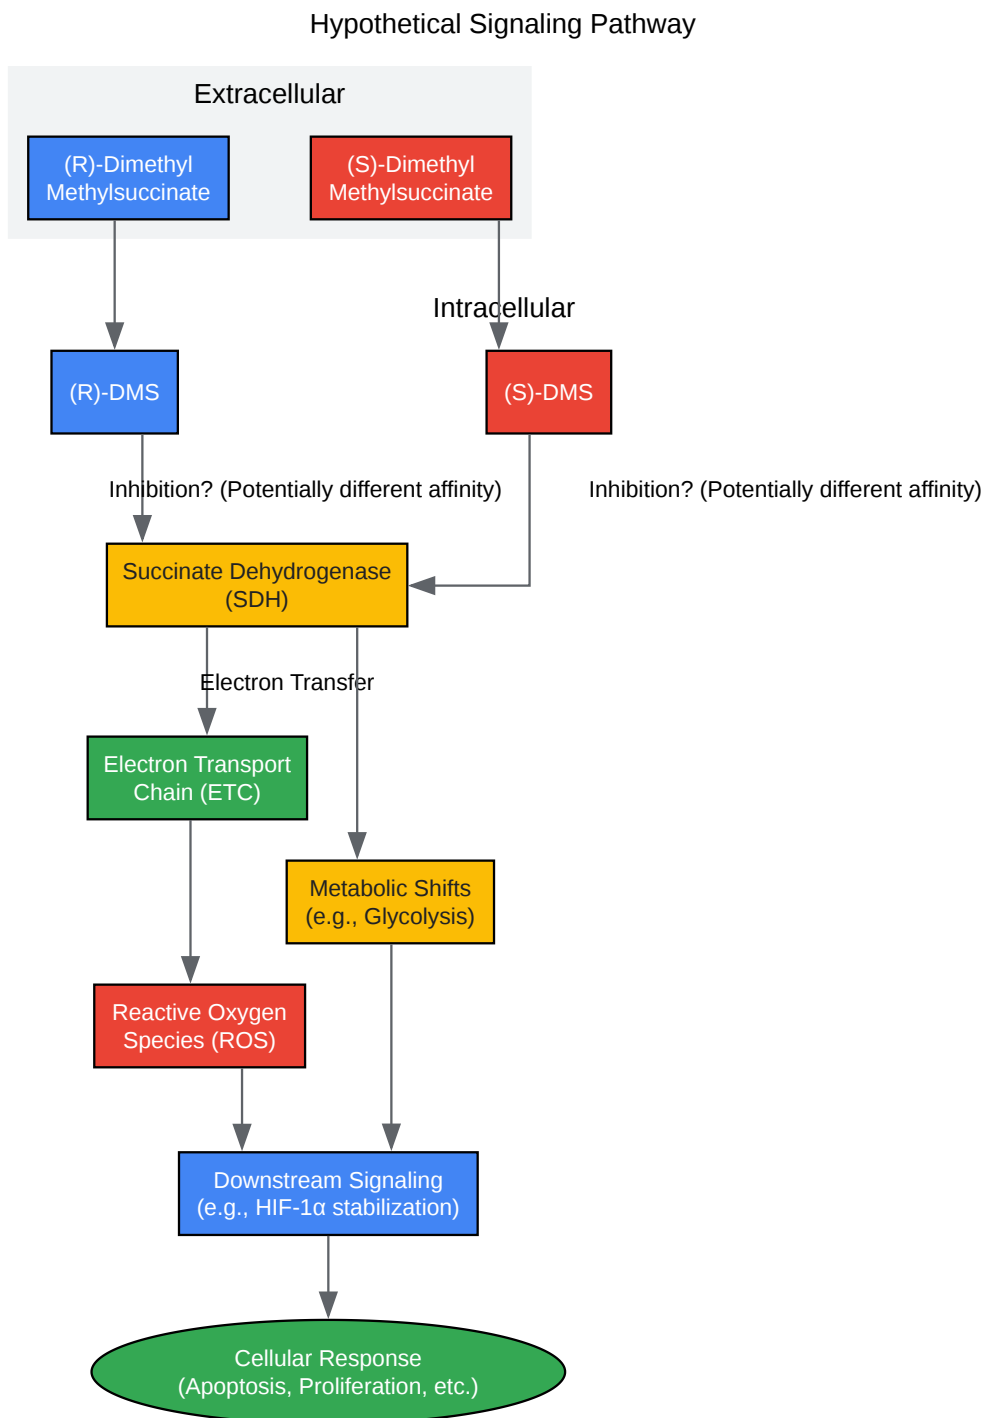 Hypothetical Signaling Pathway
Extracellular
(R)-Dimethyl
Methylsuccinate
(S)-Dimethyl
Methylsuccinate
Intracellular
(R)-DMS
(S)-DMS
Inhibition? (Potentially different affinity)
Inhibition? (Potentially different affinity)
Succinate Dehydrogenase
(SDH)
Electron Transfer
Electron Transport
Chain (ETC)
Metabolic Shifts
(e.g., Glycolysis)
Reactive Oxygen
Species (ROS)
Downstream Signaling
(e.g., HIF-1α stabilization)
Cellular Response
(Apoptosis, Proliferation, etc.)